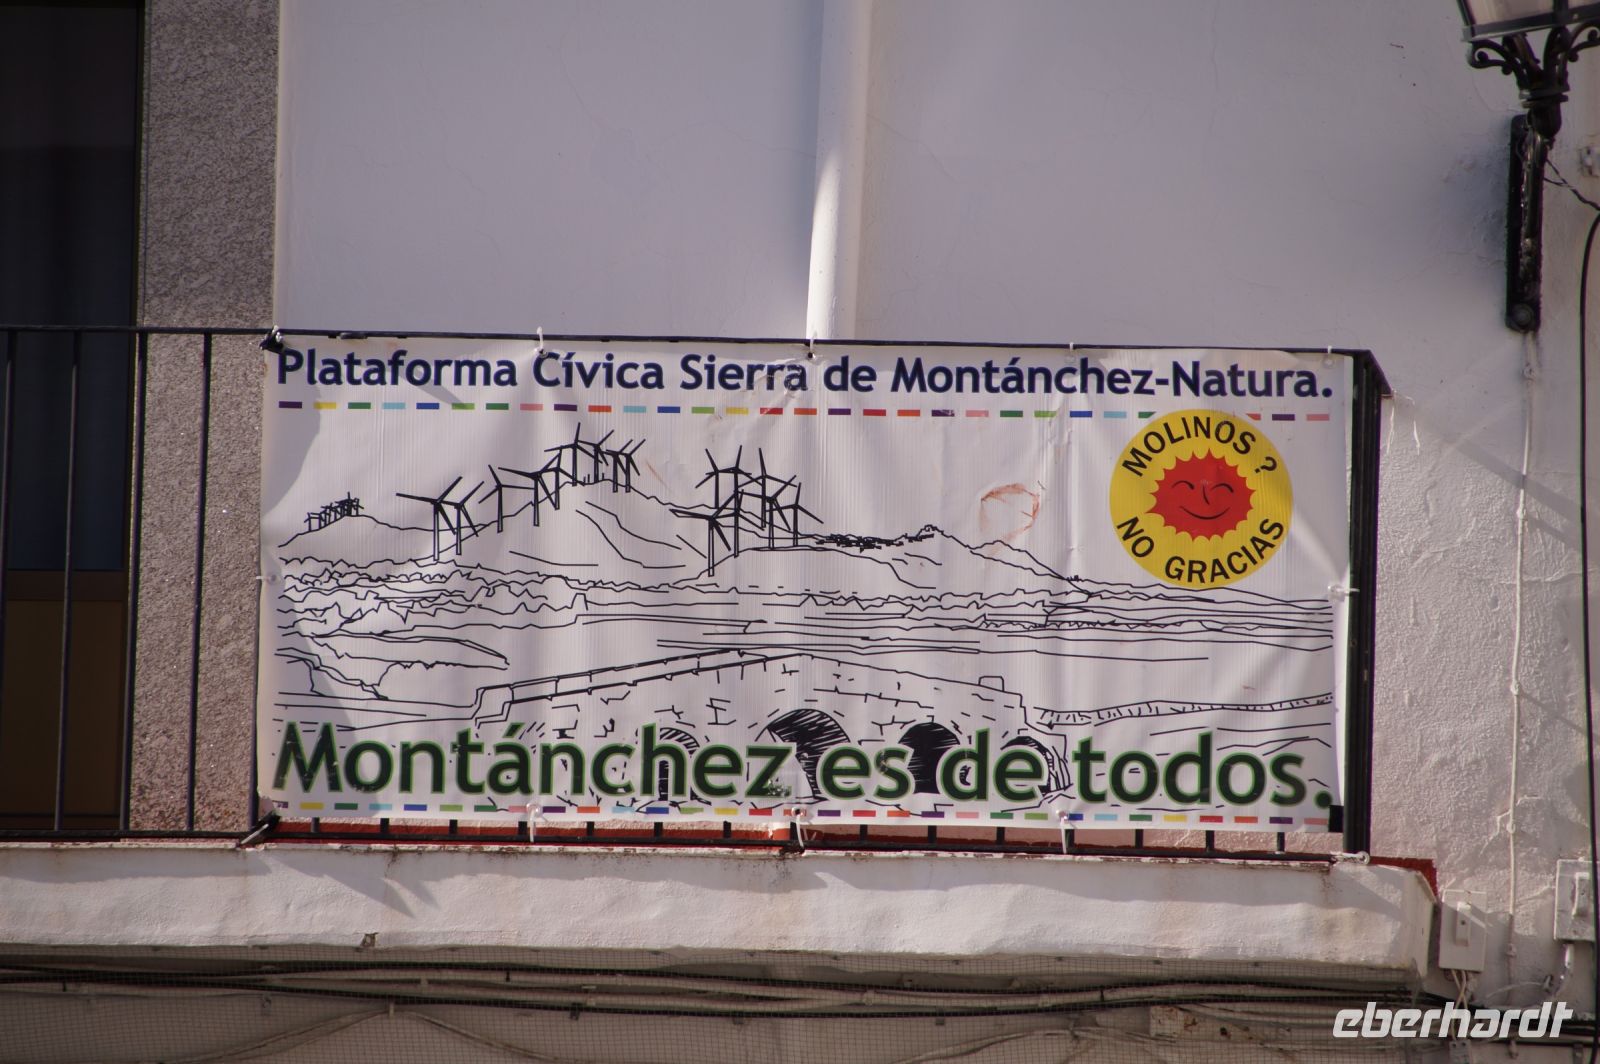 Plataforma Cívica Sierra de Montánchez-Natura.
MOLINOS?
NO GRACIAS
Montánchez es de todos.
eberhardt